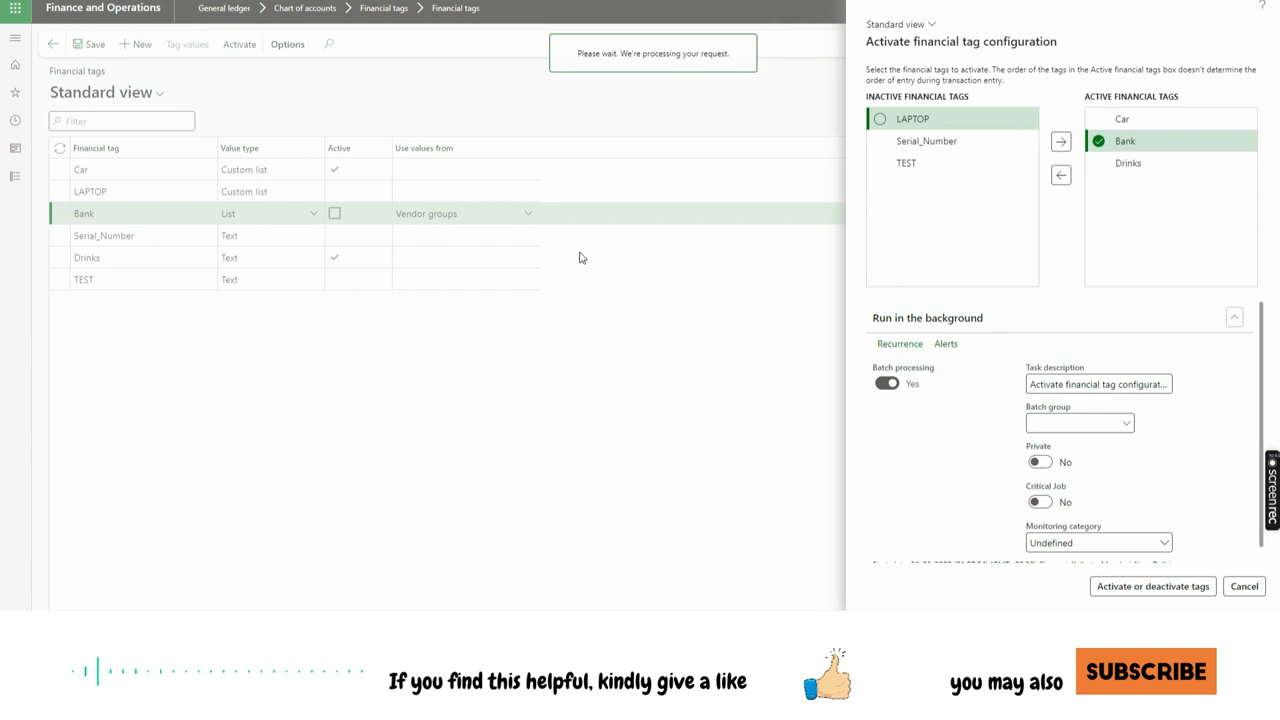 Finance and Operations
General ledger > Chart of accounts > Financial tags > Financial tags
Save
New
Tag values
Activate
Options
Please wait. We're processing your request.
Financial tags
Standard view
Filter
Financial tag Value type Active Use values from
Car Custom list
LAPTOP Custom list
Bank List Vendor groups
Serial_Number Text
Drinks Text
TEST Text
?
Standard view
Activate financial tag configuration
Select the financial tags to activate. The order of the tags in the Active financial tags box doesn't determine the
order of entry during transaction entry.
INACTIVE FINANCIAL TAGS
LAPTOP
Serial_Number
TEST
ACTIVE FINANCIAL TAGS
Car
Bank
Drinks
Run in the background
Recurrence Alerts
Batch processing
Yes
Task description
Activate financial tag configurat...
Batch group
Private
No
Critical Job
No
Monitoring category
Undefined
Activate or deactivate tags
Cancel
screenrec
If you find this helpful, kindly give a like
you may also
SUBSCRIBE